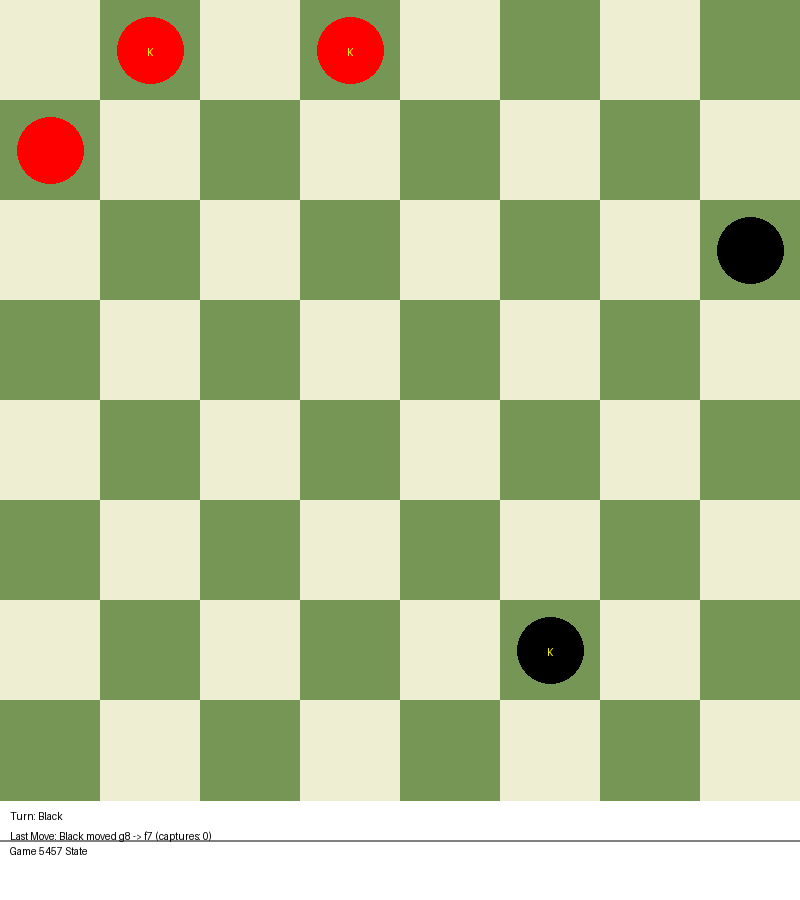 K K
K
Turn: Black
Last Move: Black moved g8 -> f7 (captures: 0)
Game 5457 State